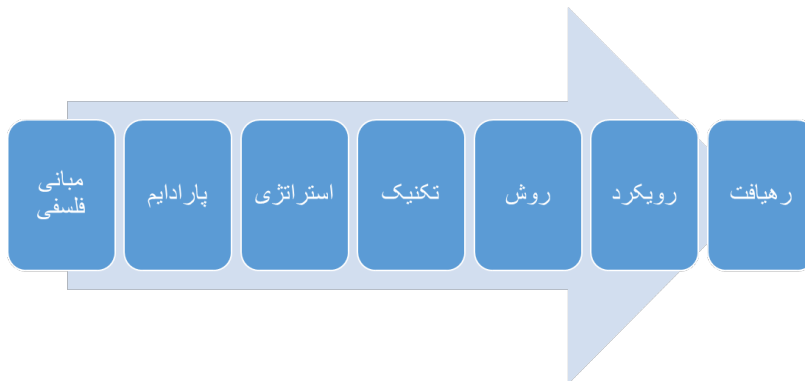 مبانی
فلسفی
پارادایم
استراتژی
تکنیک
روش
رویکرد
رهیافت